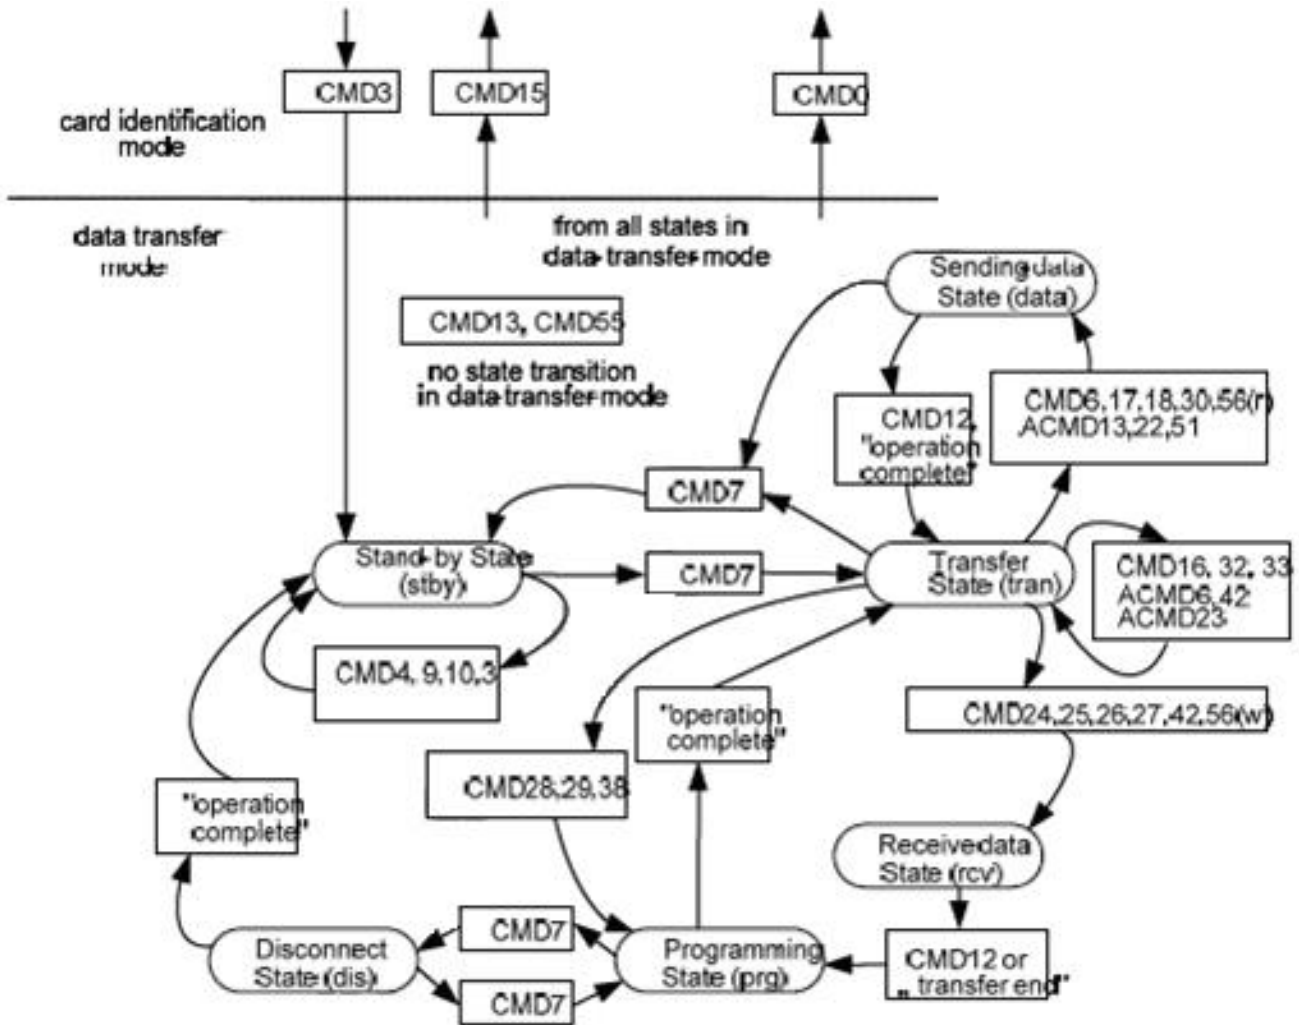 CMD3
CMD15
CMD0
card identification
mode
data transfer
mode
from all states in
data-transfer mode
Sending-data
State (data)
CMD13, CMD55
no state transition
in data-transfer mode
CMD6,17,18,30,56(r)
ACMD13,22,51
CMD12,
"operation
complete"
CMD7
Stand-by State
(stby)
CMD7
Transfer
State (tran)
CMD16, 32, 33
ACMD6,42
ACMD23
CMD4, 9,10,3
"operation
complete"
CMD24,25,26,27,42,56(w)
CMD28,29,38
"operation
complete"
Receive-data
State (rcv)
CMD7
Disconnect
State (dis)
Programming
State (prg)
CMD12 or
„ transfer end"
CMD7